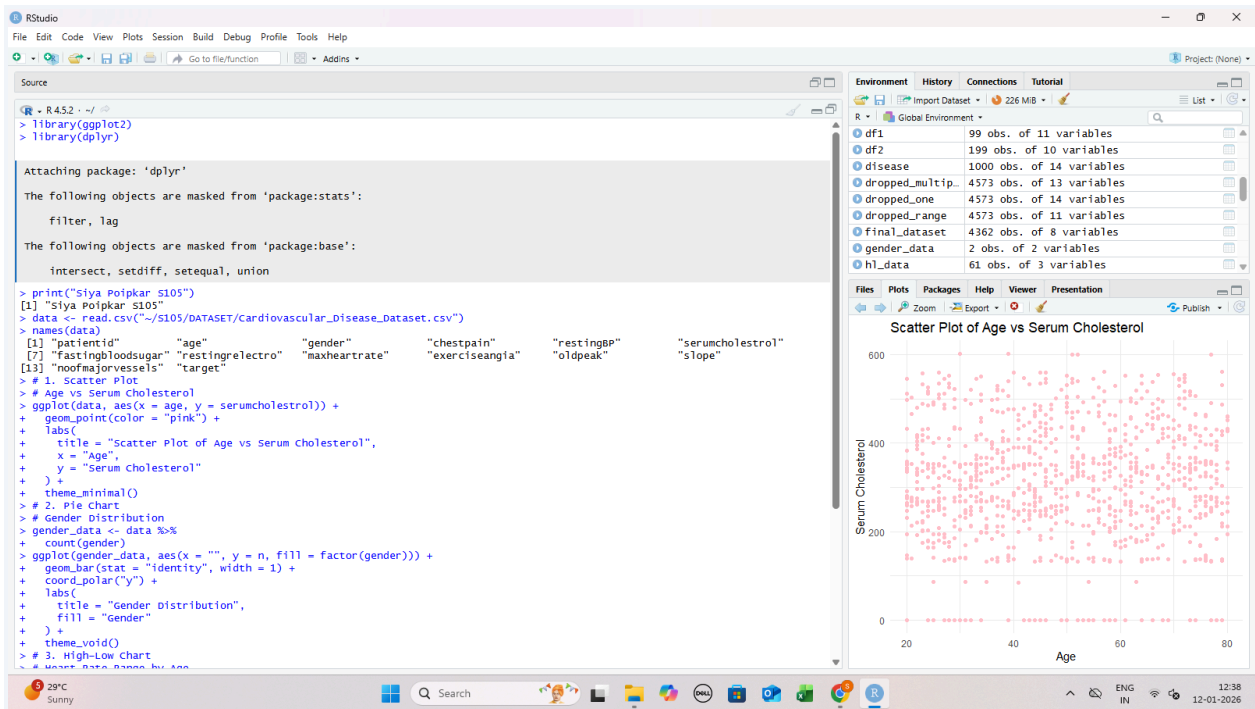 RStudio
File Edit Code View Plots Session Build Debug Profile Tools Help
Go to file/function
Addins
Project: (None)
Source
R 4.5.2 · ~/
> library(ggplot2)
> library(dplyr)
Attaching package: ‘dplyr’
The following objects are masked from ‘package:stats’:
filter, lag
The following objects are masked from ‘package:base’:
intersect, setdiff, setequal, union
> print("Siya Poipkar S105")
[1] "Siya Poipkar S105"
> data <- read.csv("~/S105/DATASET/Cardiovascular_Disease_Dataset.csv")
> names(data)
[1] "patientid" "age" "gender" "chestpain" "restingBP" "serumcholestrol"
[7] "fastingbloodsugar" "restingrelectro" "maxheartrate" "exerciseangia" "oldpeak" "slope"
[13] "noofmajorvessels" "target"
> # 1. Scatter Plot
> # Age vs Serum Cholesterol
> ggplot(data, aes(x = age, y = serumcholestrol)) +
+ geom_point(color = "pink") +
+ labs(
+ title = "Scatter Plot of Age vs Serum Cholesterol",
+ x = "Age",
+ y = "Serum Cholesterol"
+ ) +
+ theme_minimal()
> # 2. Pie Chart
> # Gender Distribution
> gender_data <- data %>%
+ count(gender)
> ggplot(gender_data, aes(x = "", y = n, fill = factor(gender))) +
+ geom_bar(stat = "identity", width = 1) +
+ coord_polar("y") +
+ labs(
+ title = "Gender Distribution",
+ fill = "Gender"
+ ) +
+ theme_void()
> # 3. High-Low Chart
> # Heart Rate Range by Age
Environment History Connections Tutorial
Import Dataset 226 MiB List
R Global Environment
df1 99 obs. of 11 variables
df2 199 obs. of 10 variables
disease 1000 obs. of 14 variables
dropped_multip… 4573 obs. of 13 variables
dropped_one 4573 obs. of 14 variables
dropped_range 4573 obs. of 11 variables
final_dataset 4362 obs. of 8 variables
gender_data 2 obs. of 2 variables
hl_data 61 obs. of 3 variables
Files Plots Packages Help Viewer Presentation
Zoom Export Publish
Scatter Plot of Age vs Serum Cholesterol
Serum Cholesterol
600
400
200
0
20 40 60 80
Age
5
29°C
Sunny
Search
DELL
S
ENG
IN
12:38
12-01-2026